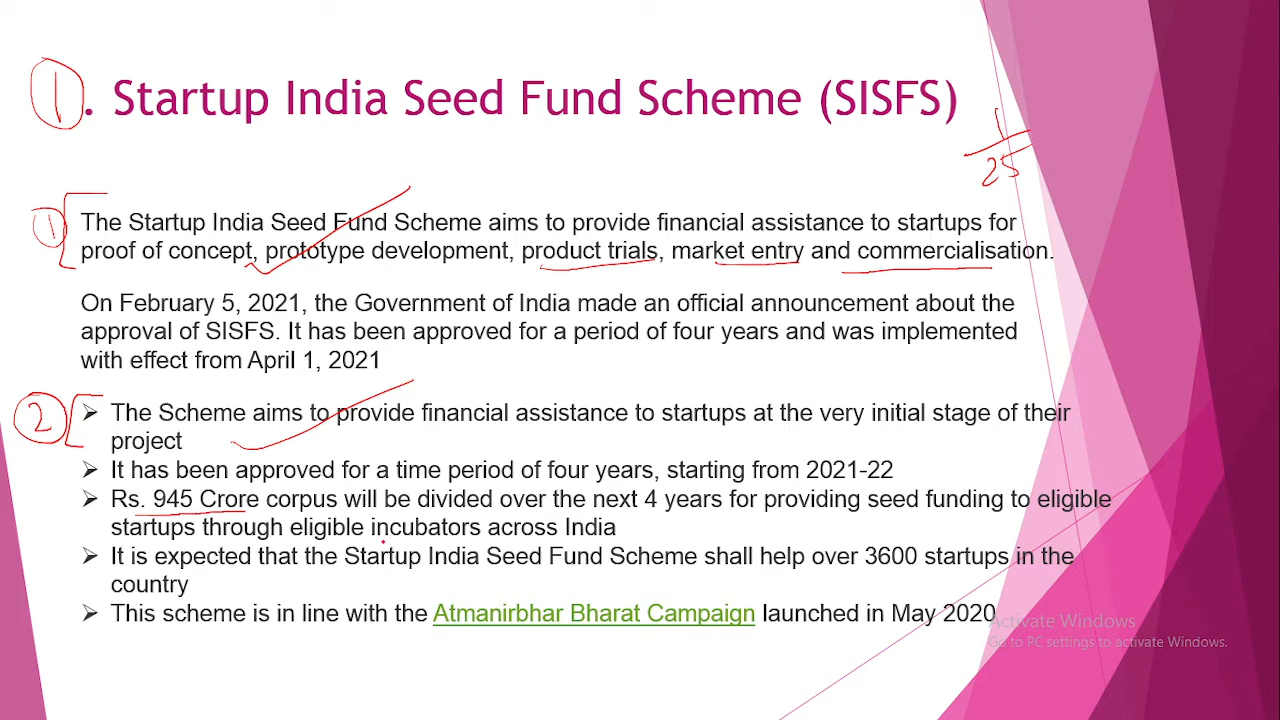 1. Startup India Seed Fund Scheme (SISFS)
1
25
1
The Startup India Seed Fund Scheme aims to provide financial assistance to startups for
proof of concept, prototype development, product trials, market entry and commercialisation.
On February 5, 2021, the Government of India made an official announcement about the
approval of SISFS. It has been approved for a period of four years and was implemented
with effect from April 1, 2021
2
➢ The Scheme aims to provide financial assistance to startups at the very initial stage of their
project
➢ It has been approved for a time period of four years, starting from 2021-22
➢ Rs. 945 Crore corpus will be divided over the next 4 years for providing seed funding to eligible
startups through eligible incubators across India
➢ It is expected that the Startup India Seed Fund Scheme shall help over 3600 startups in the
country
➢ This scheme is in line with the Atmanirbhar Bharat Campaign launched in May 2020
Activate Windows
Go to PC settings to activate Windows.